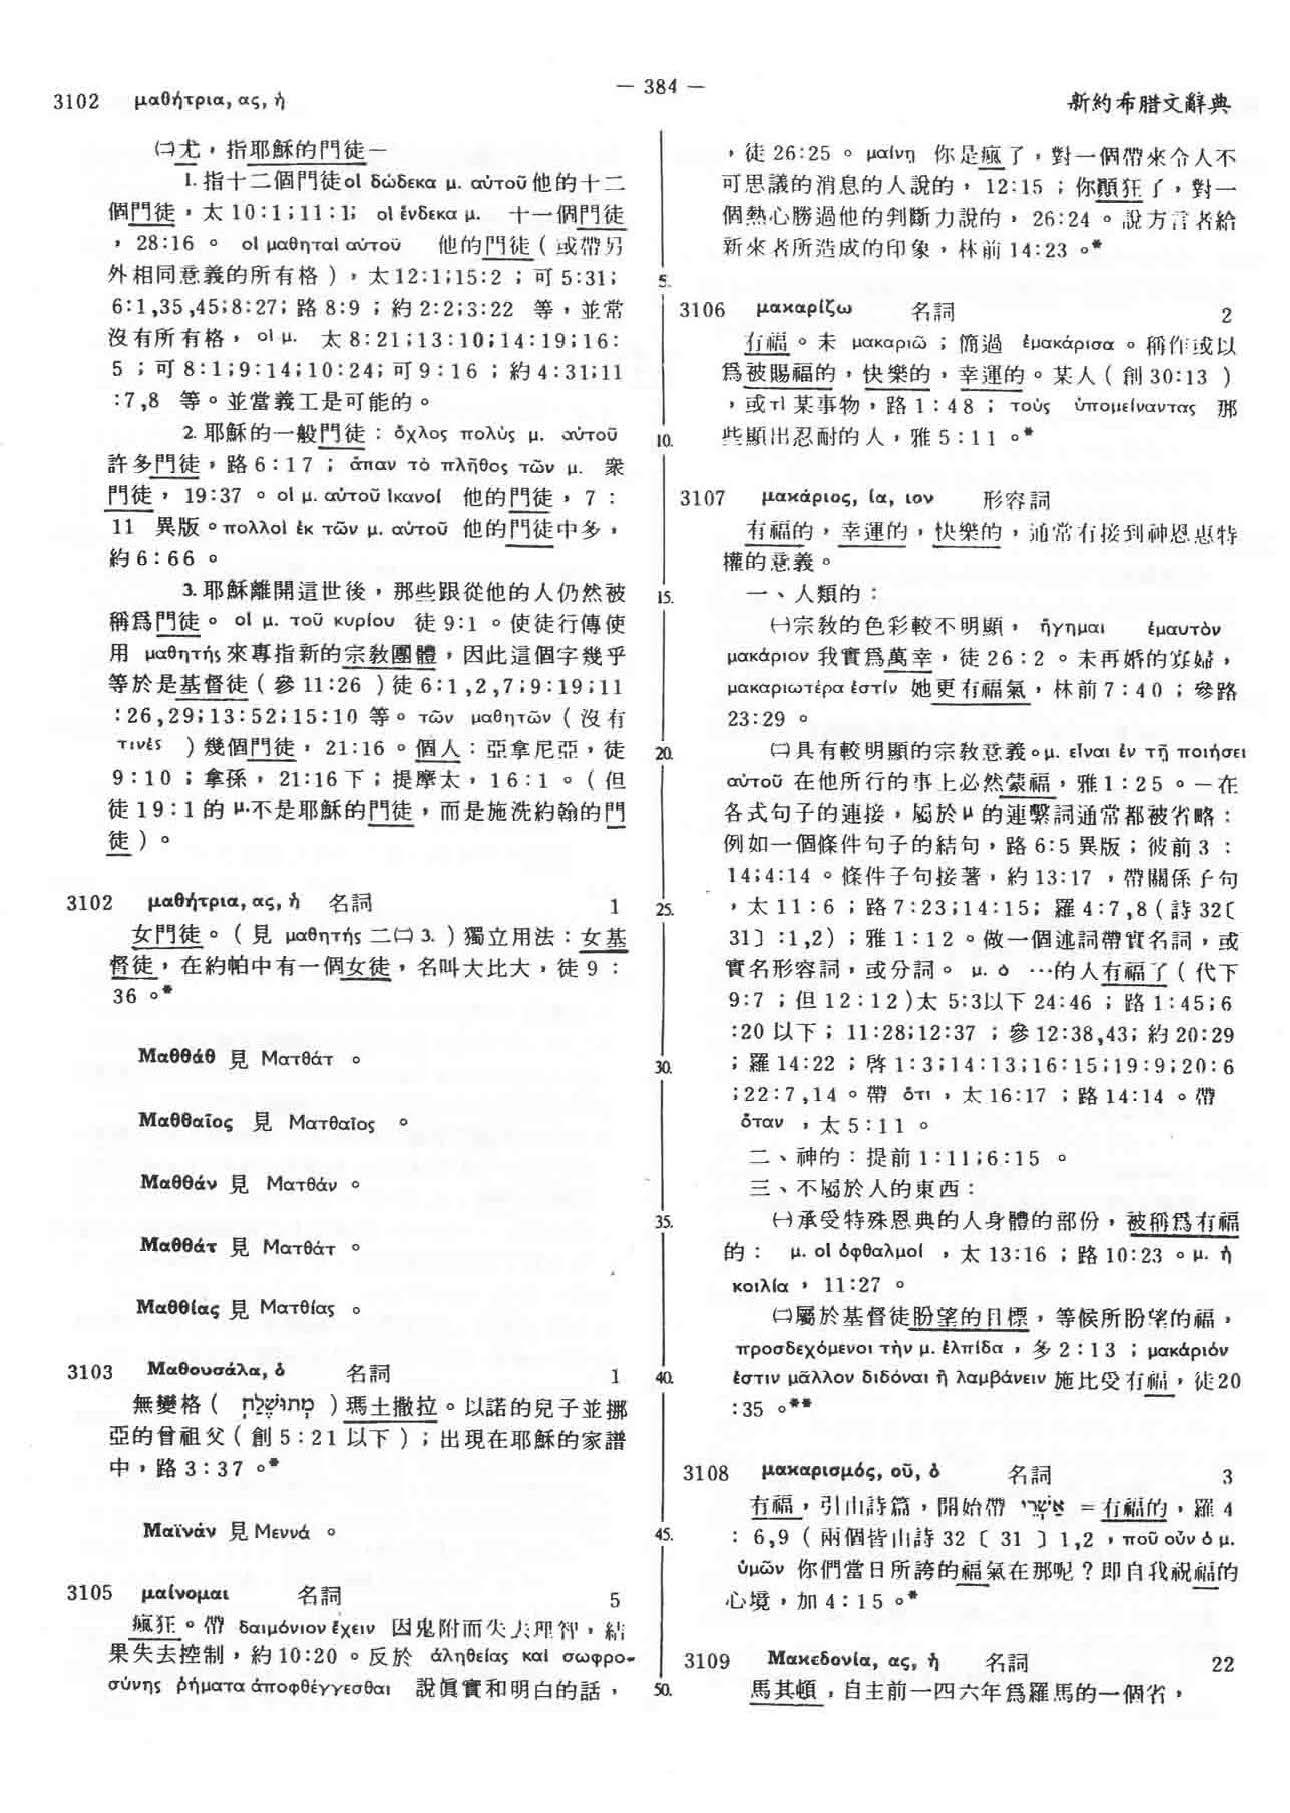 — 384 —
3102 μαθήτρια, ας, ἡ
新約希腊文辭典
㈡尤，指耶穌的門徒—
1. 指十二個門徒οἱ δώδεκα μ. αὐτοῦ他的十二
個門徒，太 10:1;11:1; οἱ ἕνδεκα μ. 十一個門徒
，28:16 。 οἱ μαθηταὶ αὐτοῦ 他的門徒 ( 或帶另
外相同意義的所有格 ) ，太12:1;15:2 ; 可 5:31;
6:1,35 ,45;8:27; 路 8:9 ; 約 2:2;3:22 等，並常
沒有所有格， οἱ μ. 太 8:21;13:10;14:19;16:
5 ; 可 8:1;9:14;10:24; 可 9:16 ; 約 4:31;11
:7,8 等。並當義工是可能的。
2. 耶穌的一般門徒：ὄχλος πολὺς μ. αὐτοῦ
許多門徒，路 6:17 ; ἅπαν τὸ πλῆθος τῶν μ. 衆
門徒， 19:37 。 οἱ μ. αὐτοῦ ἱκανοί 他的門徒，7 :
11 異版。πολλοὶ ἐκ τῶν μ. αὐτοῦ 他的門徒中多，
約 6:66 。
3. 耶穌離開這世後，那些跟從他的人仍然被
稱爲門徒。 οἱ μ. τοῦ κυρίου 徒 9:1 。使徒行傳使
用 μαθητής 來專指新的宗教團體，因此這個字幾乎
等於是基督徒 ( 參 11:26 ) 徒 6:1,2,7;9:19;11
:26,29;13:52;15:10 等。τῶν μαθητῶν ( 沒有
τινές ) 幾個門徒，21:16 。個人：亞拿尼亞，徒
9:10 ; 拿孫，21:16下；提摩太，16:1 。( 但
徒 19:1 的 μ.不是耶穌的門徒，而是施洗約翰的門
徒 ) 。
3102 μαθήτρια, ας, ἡ 名詞 1
女門徒。( 見 μαθητής 二㈡ 3. ) 獨立用法：女基
督徒，在約帕中有一個女徒，名叫大比大，徒 9 :
36 。*
Μαθθάθ 見 Ματθάτ 。
Μαθθαῖος 見 Ματθαῖος 。
Μαθθάν 見 Ματθάν 。
Μαθθάτ 見 Ματθάτ 。
Μαθθίας 見 Ματθίας 。
3103 Μαθουσάλα, ὁ 名詞 1
無變格 ( מְתוּשֶׁלַח ) 瑪土撒拉。以諾的兒子並挪
亞的曾祖父 ( 創 5:21 以下 ) ; 出現在耶穌的家譜
中，路 3:37 。*
Μαϊνάν 見 Μεννά 。
3105 μαίνομαι 名詞 5
瘋狂。帶 δαιμόνιον ἔχειν 因鬼附而失去理智，結
果失去控制，約10:20 。反於 ἀληθείας καὶ σωφρο-
σύνης ῥήματα ἀποφθέγγεσθαι 說眞實和明白的話，
5.
10.
15.
20.
25.
30.
35.
40.
45.
50.
，徒 26:25 。 μαίνῃ 你是瘋了，對一個帶來令人不
可思議的消息的人說的， 12:15 ; 你顚狂了，對一
個熱心勝過他的判斷力說的， 26:24 。說方言者給
新來者所造成的印象，林前 14:23 。*
3106 μακαρίζω 名詞 2
有福。未 μακαριῶ ; 簡過 ἐμακάρισα 。稱作或以
爲被賜福的，快樂的，幸運的。某人 ( 創 30:13 )
，或τὶ 某事物，路 1:48 ; τοὺς ὑπομείναντας 那
些顯出忍耐的人，雅 5:11 。*
3107 μακάριος, ία, ιον 形容詞
有福的，幸運的，快樂的，通常有接到神恩惠特
權的意義。
一、人類的：
㈠宗教的色彩較不明顯， ἥγημαι ἐμαυτὸν
μακάριον 我實爲萬幸，徒 26:2 。未再婚的寡婦，
μακαριωτέρα ἐστίν 她更有福氣，林前 7:40 ; 參路
23:29 。
㈡具有較明顯的宗教意義。μ. εἶναι ἐν τῇ ποιήσει
αὐτοῦ 在他所行的事上必然蒙福，雅 1:25 。—在
各式句子的連接，屬於μ 的連繫詞通常都被省略：
例如一個條件句子的結句，路 6:5 異版；彼前 3 :
14;4:14 。條件子句接著，約 13:17 ，帶關係子句
，太 11:6 ; 路 7:23;14:15; 羅 4:7,8 ( 詩 32〔
31〕:1,2 ) ; 雅 1:12 。做一個述詞帶實名詞，或
實名形容詞，或分詞。 μ. ὁ …的人有福了 ( 代下
9:7 ; 但 12:12 ) 太 5:3以下 24:46 ; 路 1:45;6
:20 以下； 11:28;12:37 ; 參 12:38,43; 約 20:29
; 羅 14:22 ; 啓 1:3;14:13;16:15;19:9;20:6
;22:7,14 。帶 ὅτι ，太 16:17 ; 路 14:14 。帶
ὅταν ，太 5:11 。
二、神的：提前 1:11;6:15 。
三、不屬於人的東西：
㈠承受特殊恩典的人身體的部份，被稱爲有福
的： μ. οἱ ὀφθαλμοί ，太 13:16 ; 路 10:23 。μ. ἡ
κοιλία ， 11:27 。
㈡屬於基督徒盼望的目標，等候所盼望的福，
προσδεχόμενοι τὴν μ. ἐλπίδα ，多 2:13 ; μακάριόν
ἐστιν μᾶλλον διδόναι ἢ λαμβάνειν 施比受有福，徒20
:35 。**
3108 μακαρισμός, οῦ, ὁ 名詞 3
有福，引出詩篇，開始帶 אַשְׁרֵי =有福的，羅 4
: 6,9 ( 兩個皆由詩 32〔 31 〕1,2 ，ποῦ οὖν ὁ μ.
ὑμῶν 你們當日所誇的福氣在那呢？即自我祝福的
心境，加 4:15 。*
3109 Μακεδονία, ας, ἡ 名詞 22
馬其頓，自主前一四六年爲羅馬的一個省，